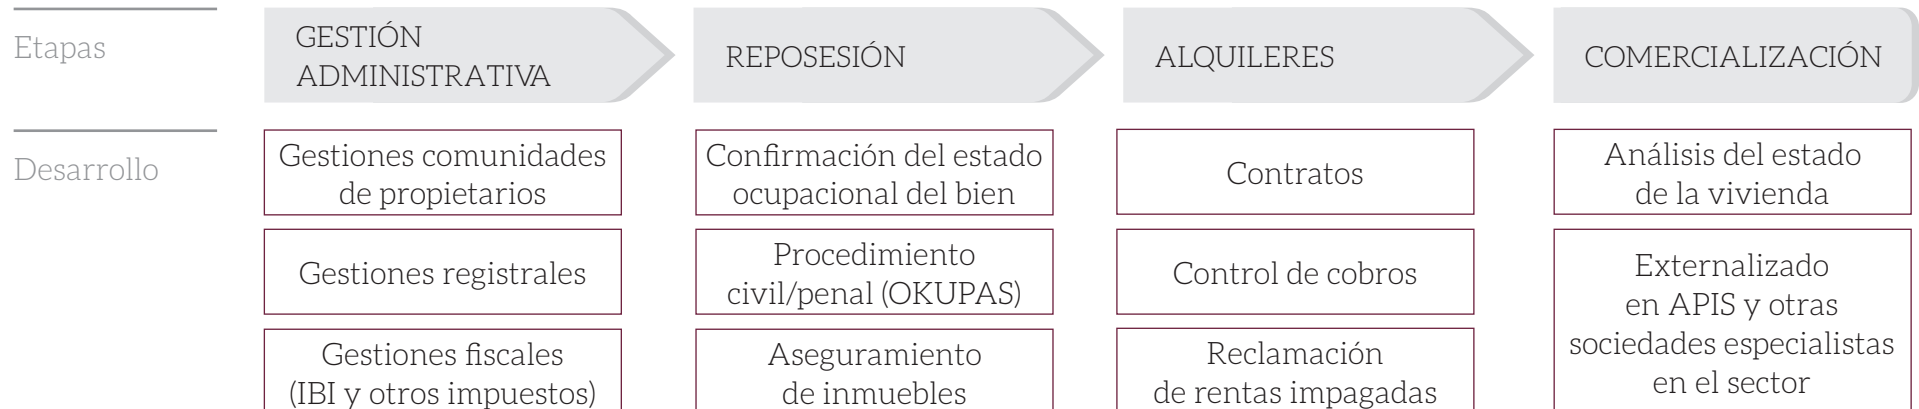 Etapas
GESTIÓN
ADMINISTRATIVA
REPOSESIÓN
ALQUILERES
COMERCIALIZACIÓN
Desarrollo
Gestiones comunidades
de propietarios
Confirmación del estado
ocupacional del bien
Contratos
Análisis del estado
de la vivienda
Gestiones registrales
Procedimiento
civil/penal (OKUPAS)
Control de cobros
Externalizado
en APIS y otras
sociedades especialistas
en el sector
Gestiones fiscales
(IBI y otros impuestos)
Aseguramiento
de inmuebles
Reclamación
de rentas impagadas